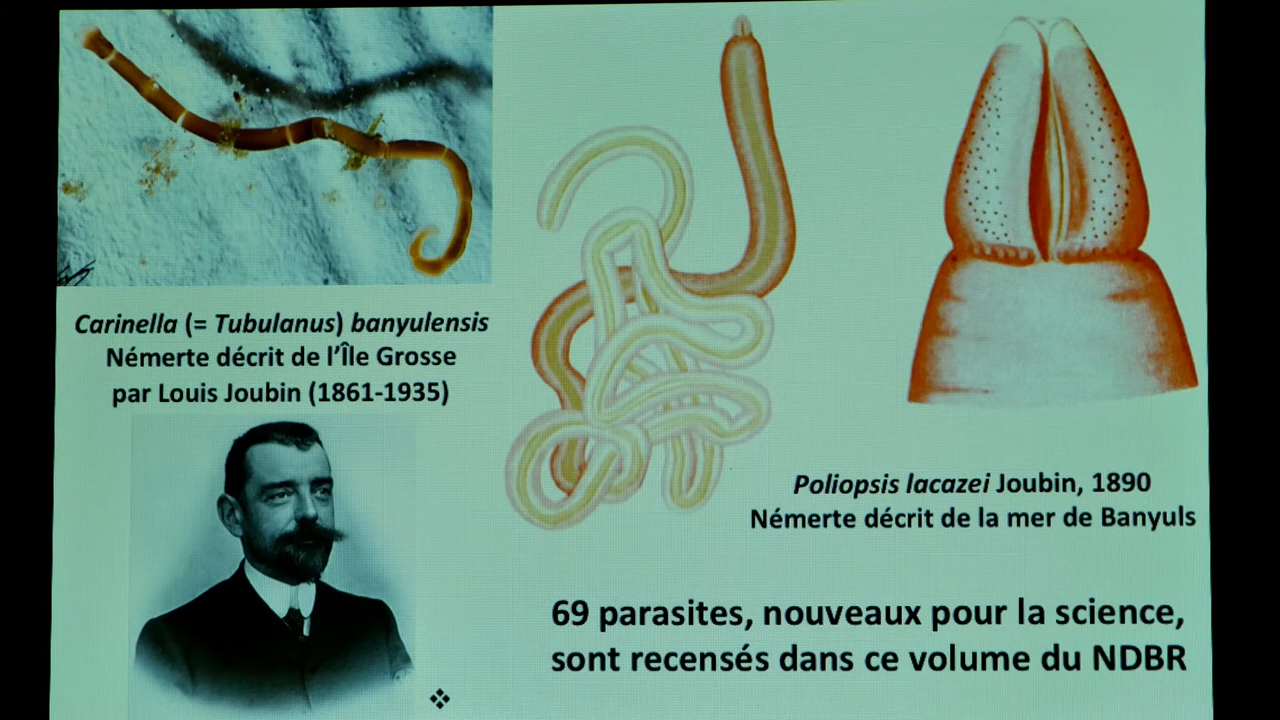 Carinella (= Tubulanus) banyulensis
Némerte décrit de l'Île Grosse
par Louis Joubin (1861-1935)
Poliopsis lacazei Joubin, 1890
Némerte décrit de la mer de Banyuls
69 parasites, nouveaux pour la science,
sont recensés dans ce volume du NDBR